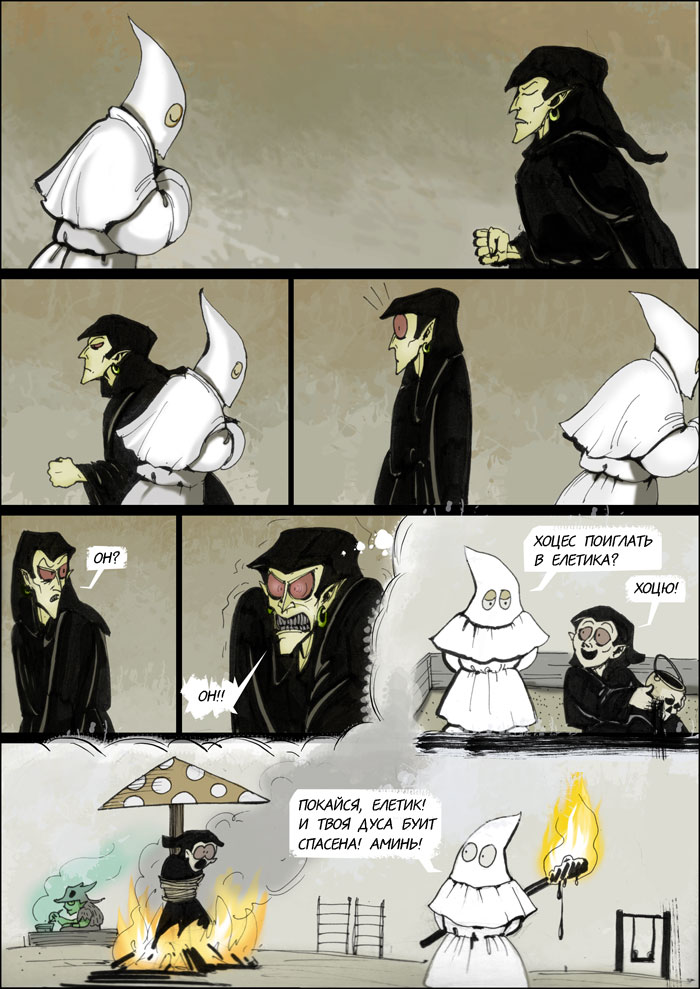 ОН?
ОН!!
ХОЦЕС ПОИГЛАТЬ
В ЕЛЕТИКА?
ХОЦЮ!
ПОКАЙСЯ, ЕЛЕТИК!
И ТВОЯ ДУСА БУИТ
СПАСЕНА! АМИНЬ!